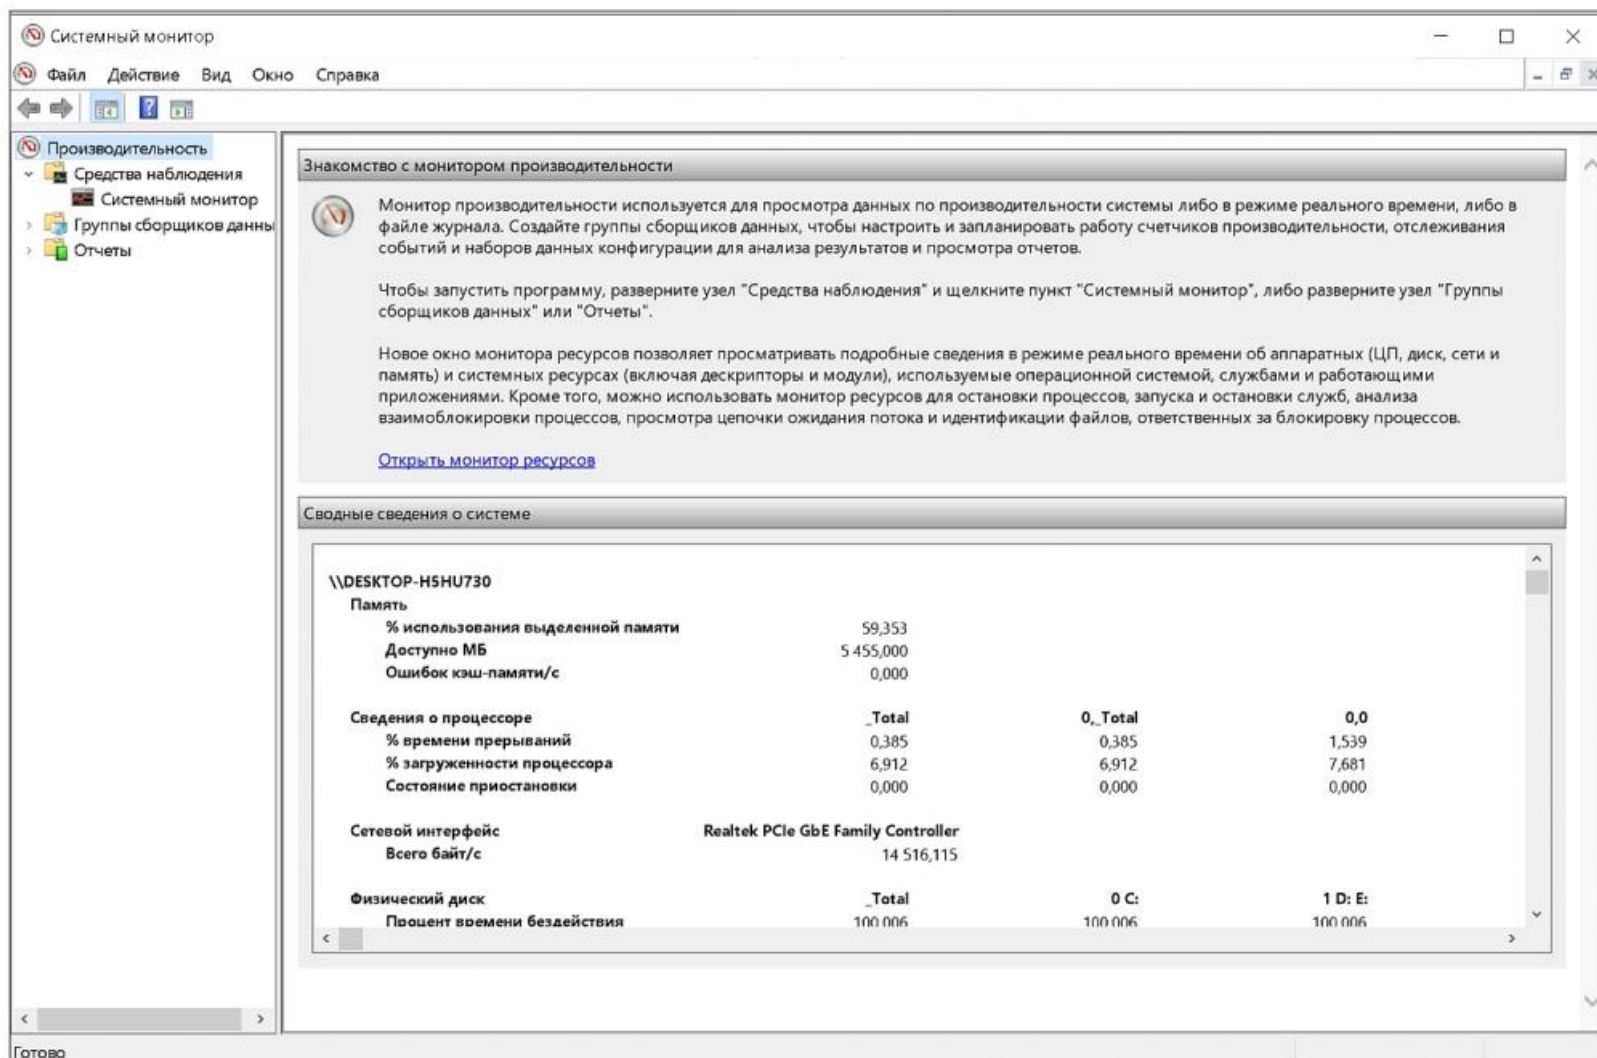 Системный монитор
Файл Действие Вид Окно Справка
Производительность
Средства наблюдения
Системный монитор
Группы сборщиков данны
Отчеты
Знакомство с монитором производительности
Монитор производительности используется для просмотра данных по производительности системы либо в режиме реального времени, либо в
файле журнала. Создайте группы сборщиков данных, чтобы настроить и запланировать работу счетчиков производительности, отслеживания
событий и наборов данных конфигурации для анализа результатов и просмотра отчетов.
Чтобы запустить программу, разверните узел "Средства наблюдения" и щелкните пункт "Системный монитор", либо разверните узел "Группы
сборщиков данных" или "Отчеты".
Новое окно монитора ресурсов позволяет просматривать подробные сведения в режиме реального времени об аппаратных (ЦП, диск, сети и
память) и системных ресурсах (включая дескрипторы и модули), используемые операционной системой, службами и работающими
приложениями. Кроме того, можно использовать монитор ресурсов для остановки процессов, запуска и остановки служб, анализа
взаимоблокировки процессов, просмотра цепочки ожидания потока и идентификации файлов, ответственных за блокировку процессов.
Открыть монитор ресурсов
Сводные сведения о системе
\\DESKTOP-H5HU730
Память
% использования выделенной памяти 59,353
Доступно МБ 5 455,000
Ошибок кэш-памяти/с 0,000
Сведения о процессоре _Total 0,_Total 0,0
% времени прерываний 0,385 0,385 1,539
% загруженности процессора 6,912 6,912 7,681
Состояние приостановки 0,000 0,000 0,000
Сетевой интерфейс Realtek PCIe GbE Family Controller
Всего байт/с 14 516,115
Физический диск _Total 0 C: 1 D: E:
Процент времени бездействия 100,006 100,006 100,006
Готово